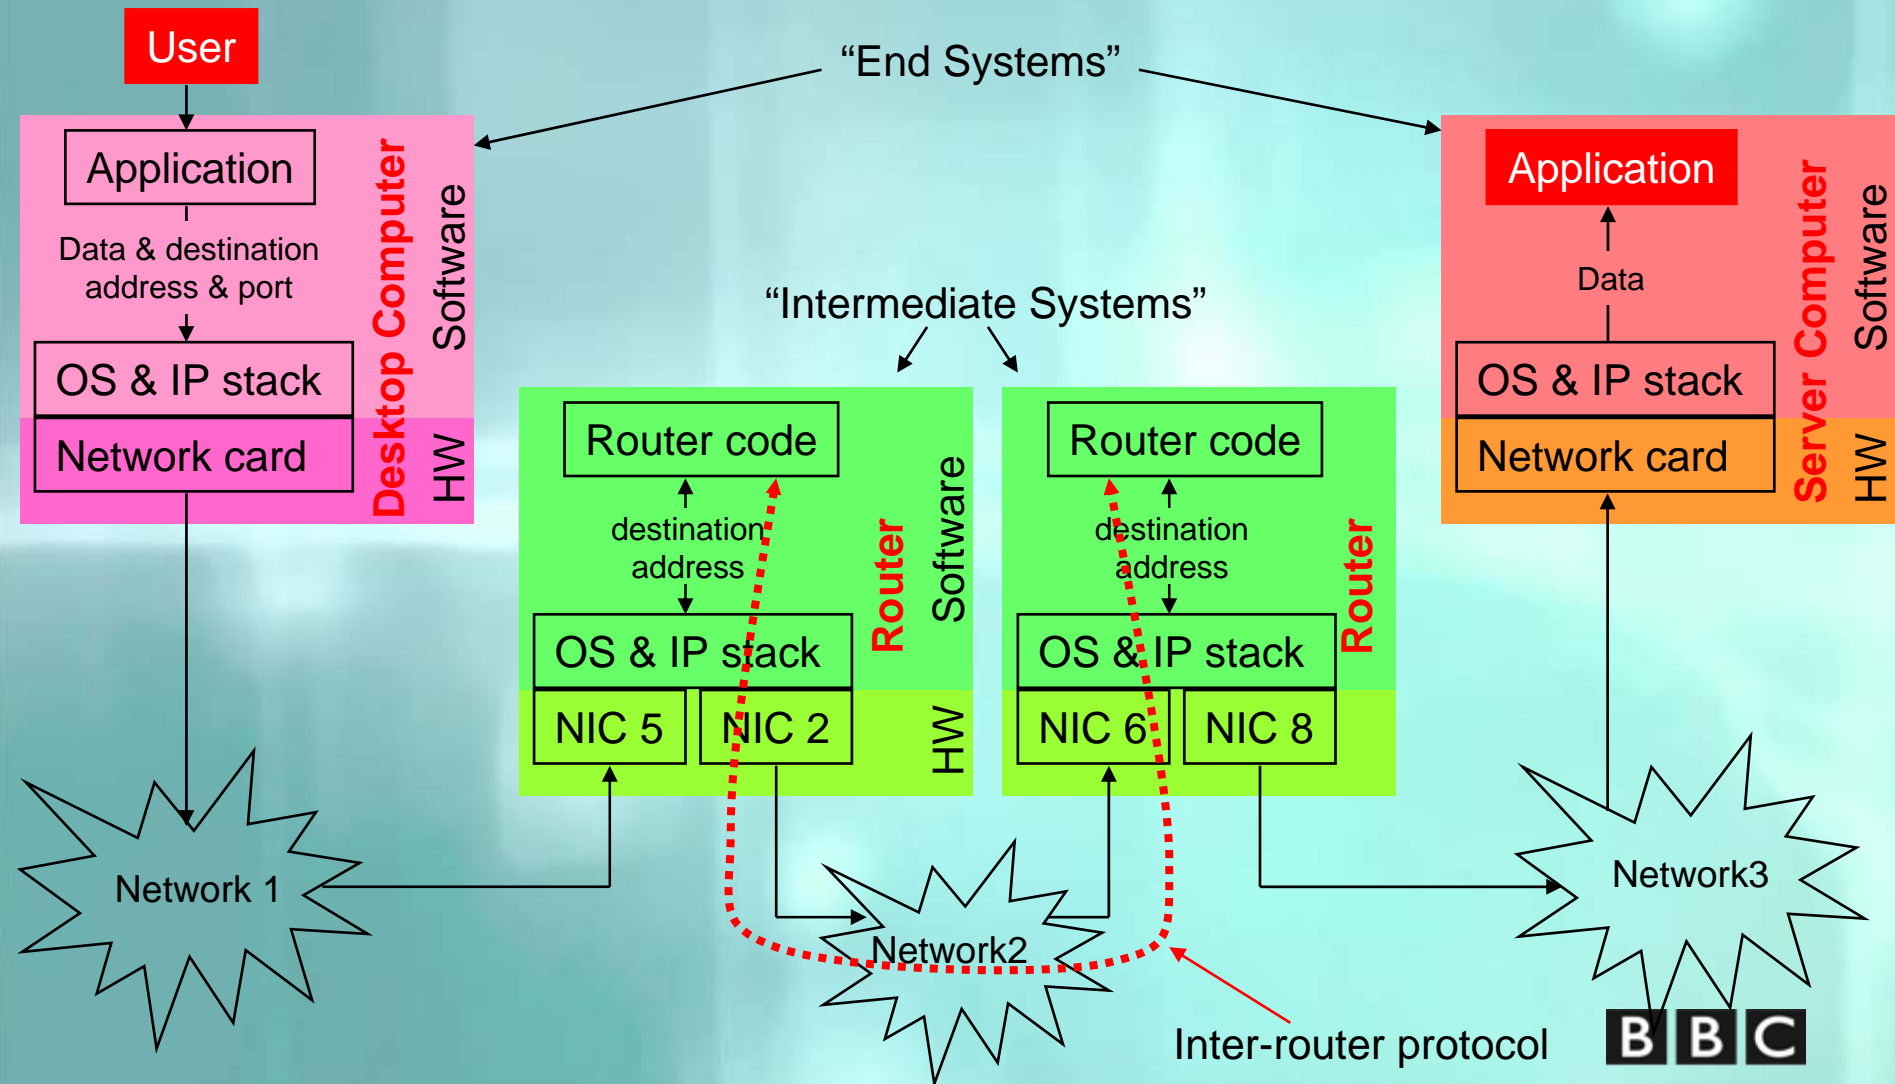 User
“End Systems”
Application
Data & destination
address & port
OS & IP stack
Network card
Desktop Computer
Software
HW
“Intermediate Systems”
Router code
destination
address
OS & IP stack
NIC 5
NIC 2
Router
Software
HW
Router code
destination
address
OS & IP stack
NIC 6
NIC 8
Router
Application
Data
OS & IP stack
Network card
Server Computer
Software
HW
Network 1
Network2
Network3
Inter-router protocol
BBC